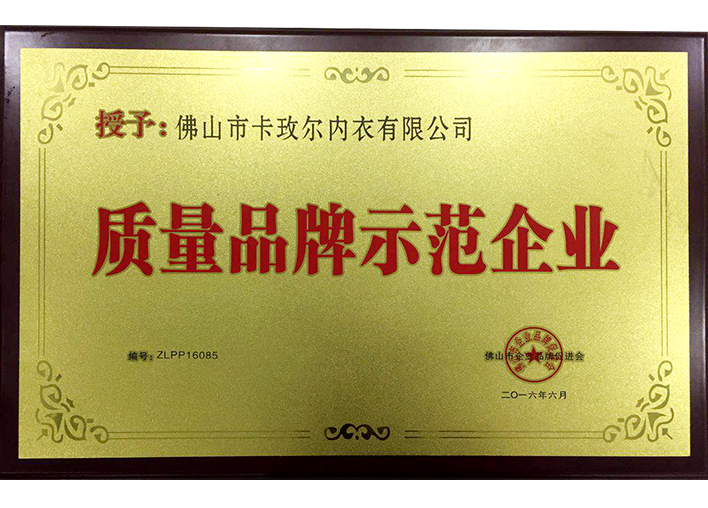 授予：佛山市卡玫尔内衣有限公司
质量品牌示范企业
编号：ZLPP16085
佛山市企业品牌促进会
二〇一六年六月